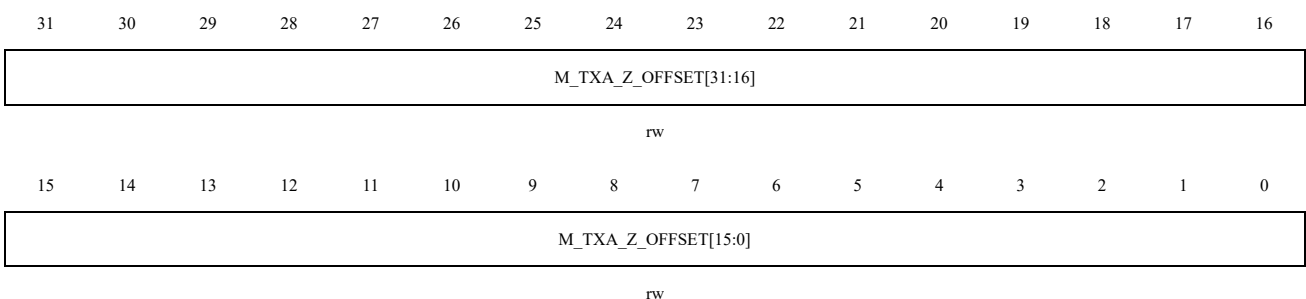 31 30 29 28 27 26 25 24 23 22 21 20 19 18 17 16
M_TXA_Z_OFFSET[31:16]
rw
15 14 13 12 11 10 9 8 7 6 5 4 3 2 1 0
M_TXA_Z_OFFSET[15:0]
rw